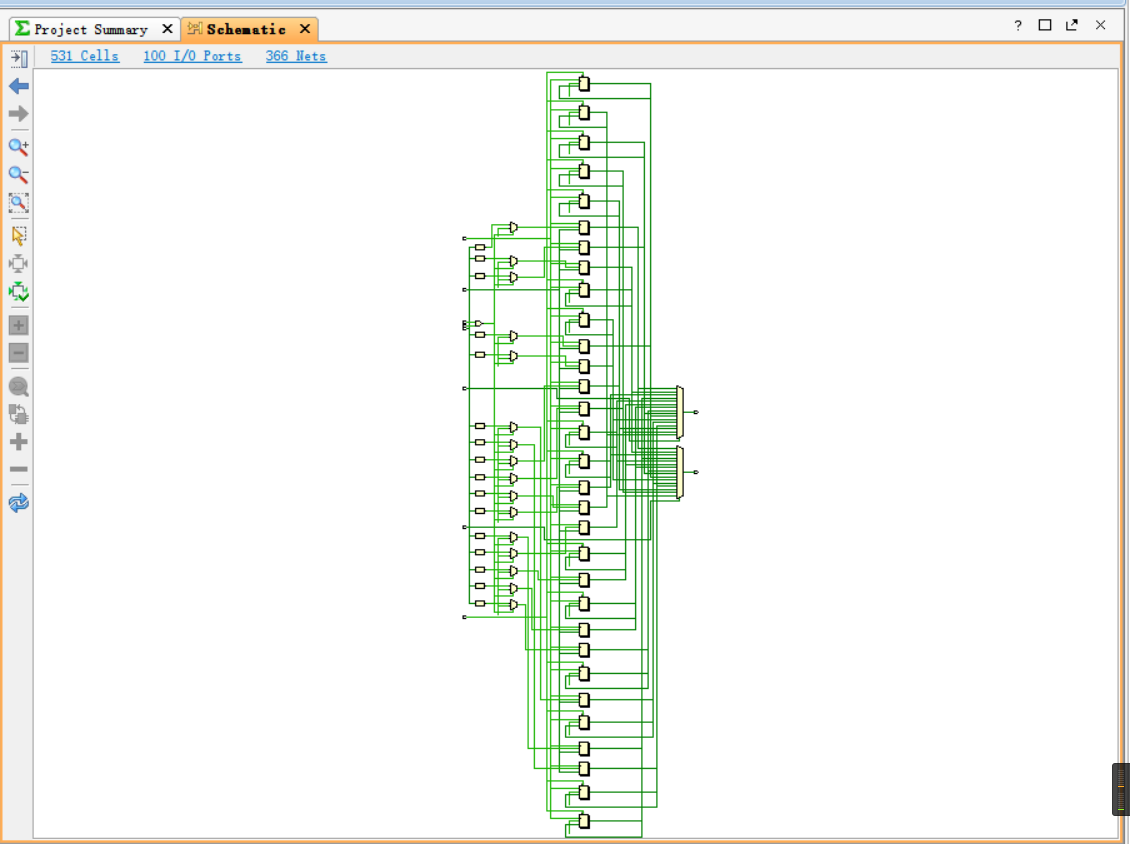 Project Summary
Schematic
?
531 Cells
100 I/O Ports
366 Nets